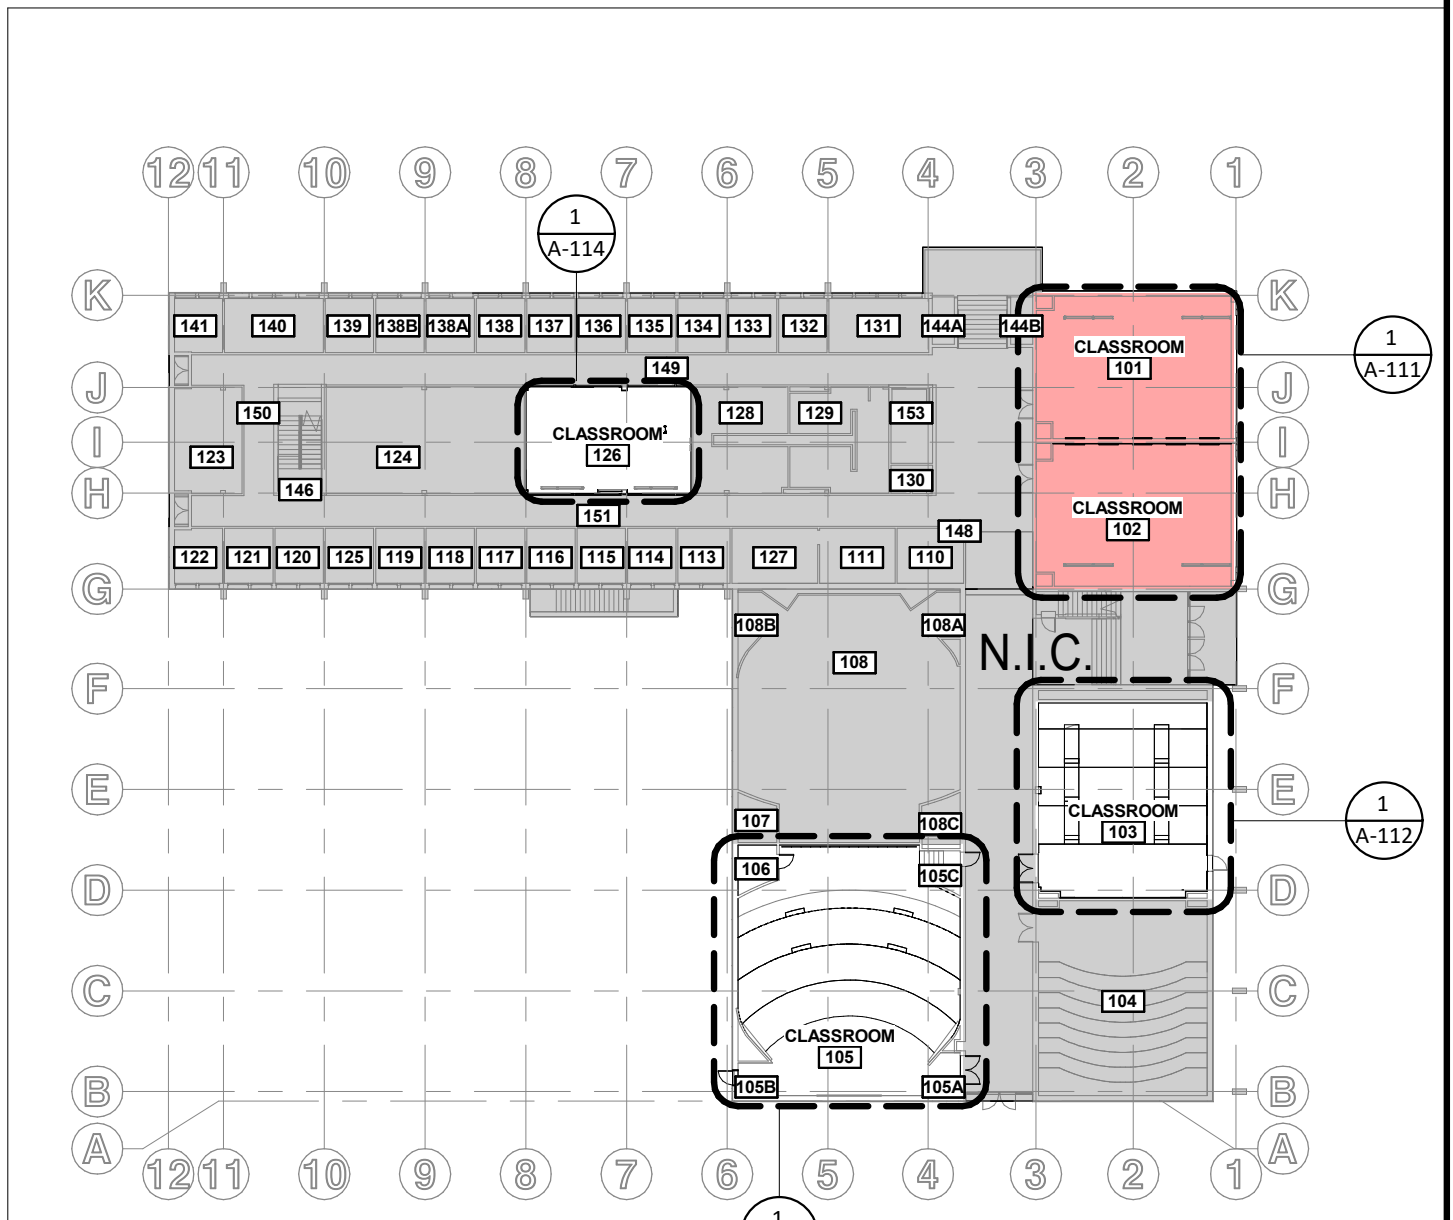 12 11 10 9 8 7 6 5 4 3 2 1
1
A-114
K K
141 140 139 138B 138A 138 137 136 135 134 133 132 131 144A 144B
CLASSROOM
101
1
A-111
149
J J
150 128 129 153
CLASSROOM
126
I I
123 124
130
146
H H
CLASSROOM
102
151
148
122 121 120 125 119 118 117 116 115 114 113 127 111 110
G G
108B 108A
N.I.C.
108
F F
E E
CLASSROOM
103
1
A-112
107 108C
106 105C
D D
C C
104
CLASSROOM
105
105B 105A
B B
A A
12 11 10 9 8 7 6 5 4 3 2 1
1